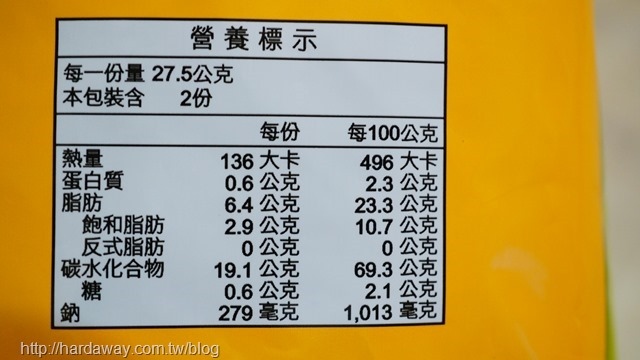 營養標示
每一份量 27.5公克
本包裝含 2份
每份 每100公克
熱量 136 大卡 496 大卡
蛋白質 0.6 公克 2.3 公克
脂肪 6.4 公克 23.3 公克
飽和脂肪 2.9 公克 10.7 公克
反式脂肪 0 公克 0 公克
碳水化合物 19.1 公克 69.3 公克
糖 0.6 公克 2.1 公克
鈉 279 毫克 1,013 毫克
http://hardaway.com.tw/blog